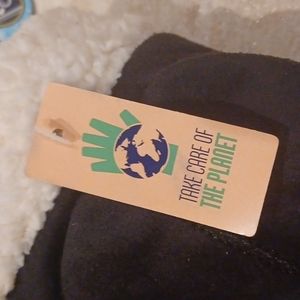 TAKE CARE OF
THE PLANET